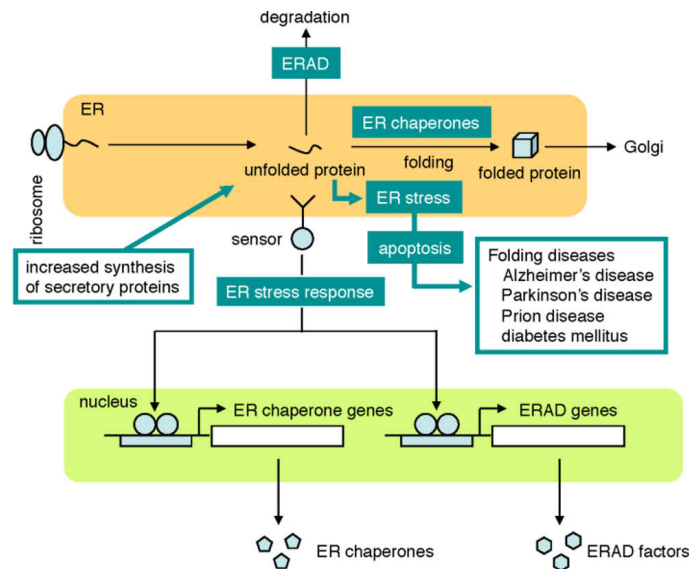 degradation
ERAD
ER
ER chaperones
ribosome
unfolded protein
folding
folded protein
Golgi
ER stress
sensor
apoptosis
increased synthesis
of secretory proteins
Folding diseases
Alzheimer's disease
Parkinson's disease
Prion disease
diabetes mellitus
ER stress response
nucleus
ER chaperone genes
ERAD genes
ER chaperones
ERAD factors